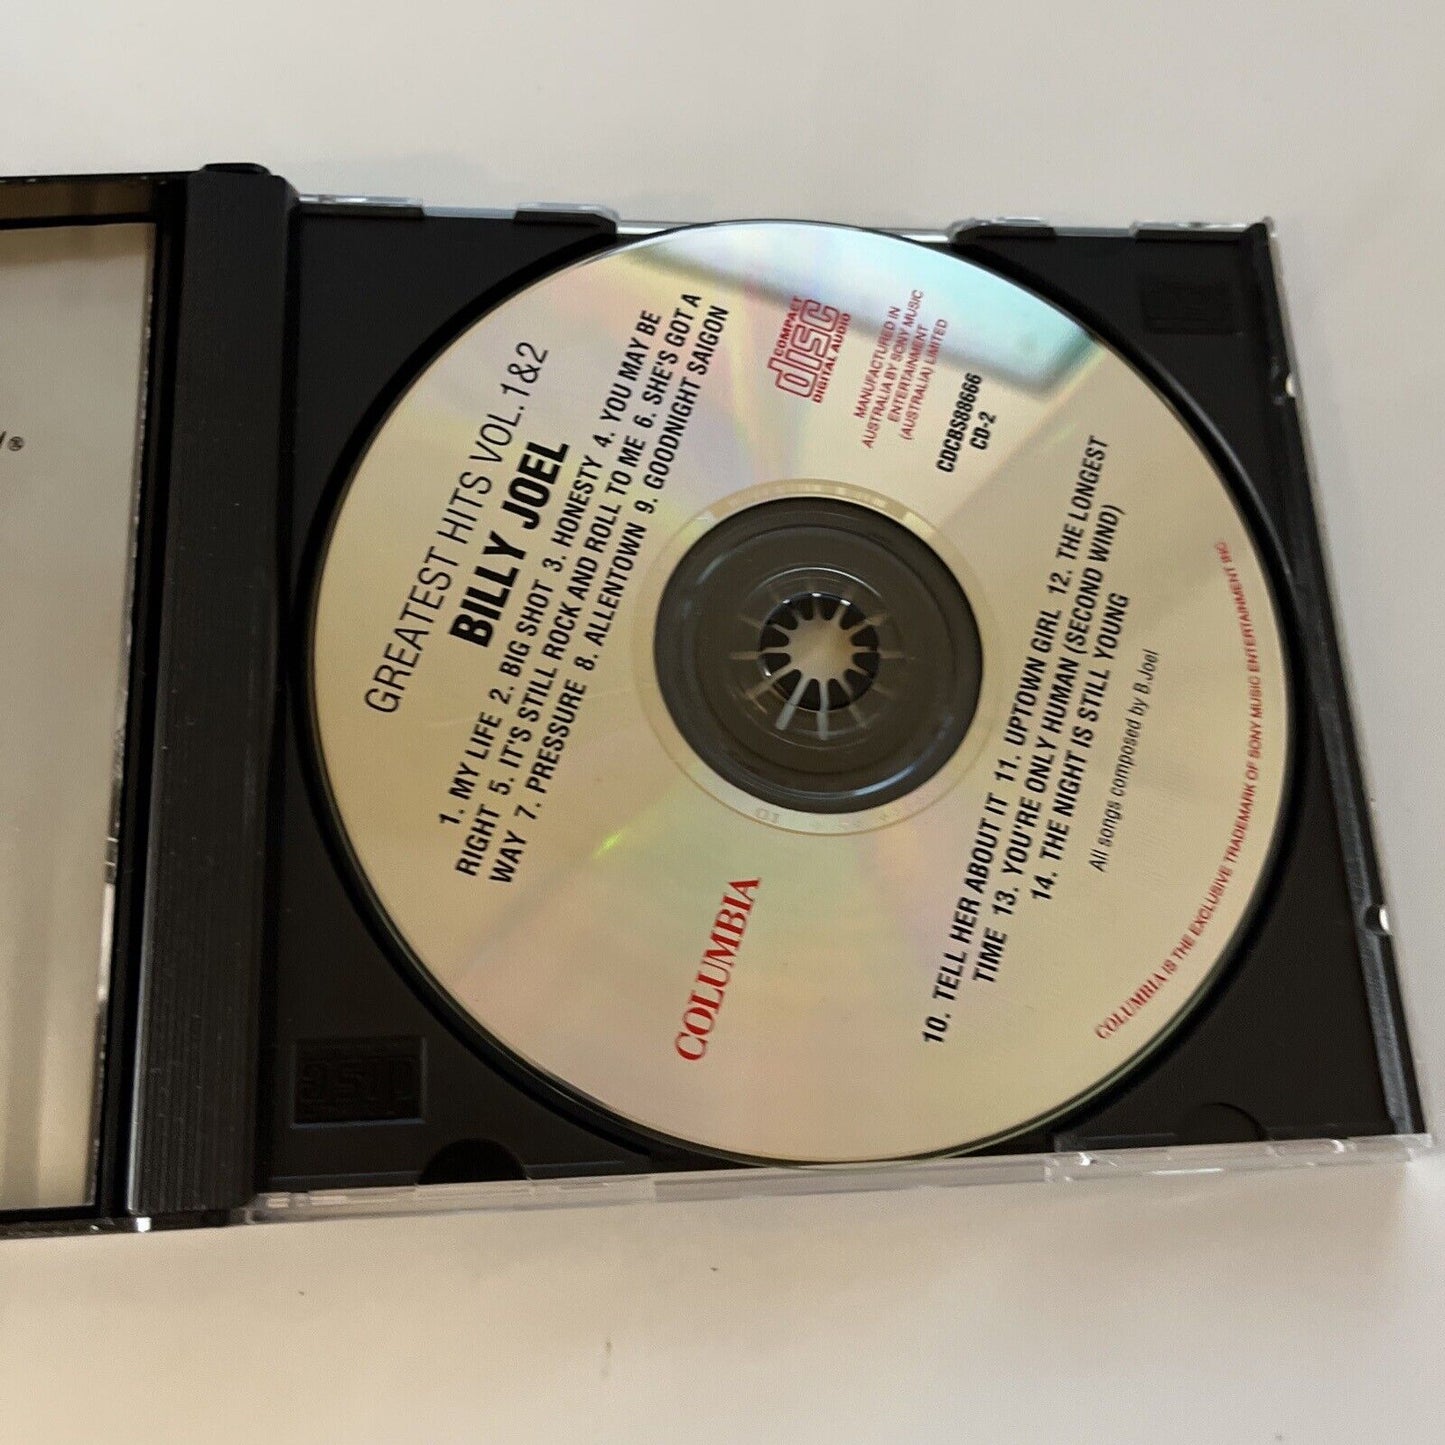 GREATEST HITS VOL. 1&2
BILLY JOEL
1. MY LIFE 2. BIG SHOT 3. HONESTY 4. YOU MAY BE
RIGHT 5. IT'S STILL ROCK AND ROLL TO ME 6. SHE'S GOT A
WAY 7. PRESSURE 8. ALLENTOWN 9. GOODNIGHT SAIGON
COMPACT
disc
DIGITAL AUDIO
MANUFACTURED IN
AUSTRALIA BY SONY MUSIC
ENTERTAINMENT
(AUSTRALIA) LIMITED
CDCBS88666
CD-2
COLUMBIA
10. TELL HER ABOUT IT 11. UPTOWN GIRL 12. THE LONGEST
TIME 13. YOU'RE ONLY HUMAN (SECOND WIND)
14. THE NIGHT IS STILL YOUNG
All songs composed by B.Joel
COLUMBIA IS THE EXCLUSIVE TRADEMARK OF SONY MUSIC ENTERTAINMENT INC